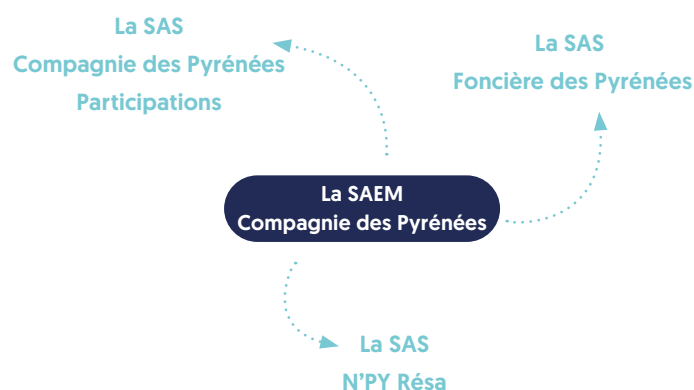 La SAS
Compagnie des Pyrénées
Participations
La SAS
Foncière des Pyrénées
La SAEM
Compagnie des Pyrénées
La SAS
N'PY Résa